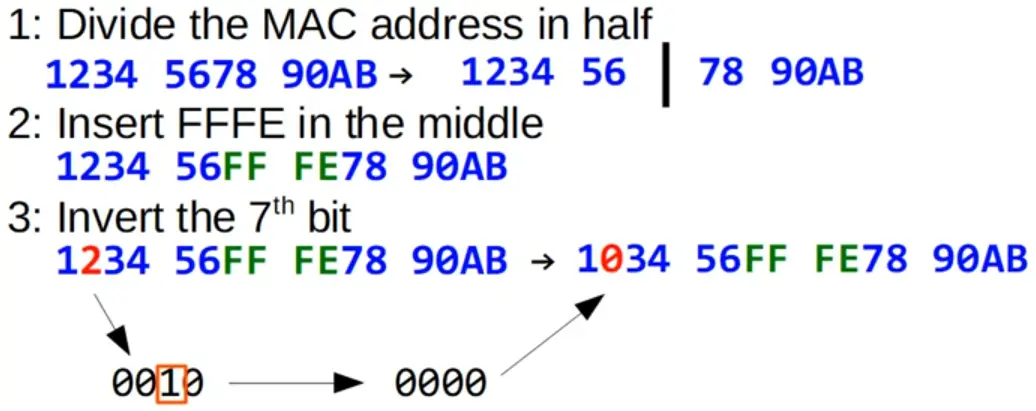 1: Divide the MAC address in half
1234 5678 90AB → 1234 56 | 78 90AB
2: Insert FFFE in the middle
1234 56FF FE78 90AB
3: Invert the 7th bit
1234 56FF FE78 90AB → 1034 56FF FE78 90AB
0010 0000